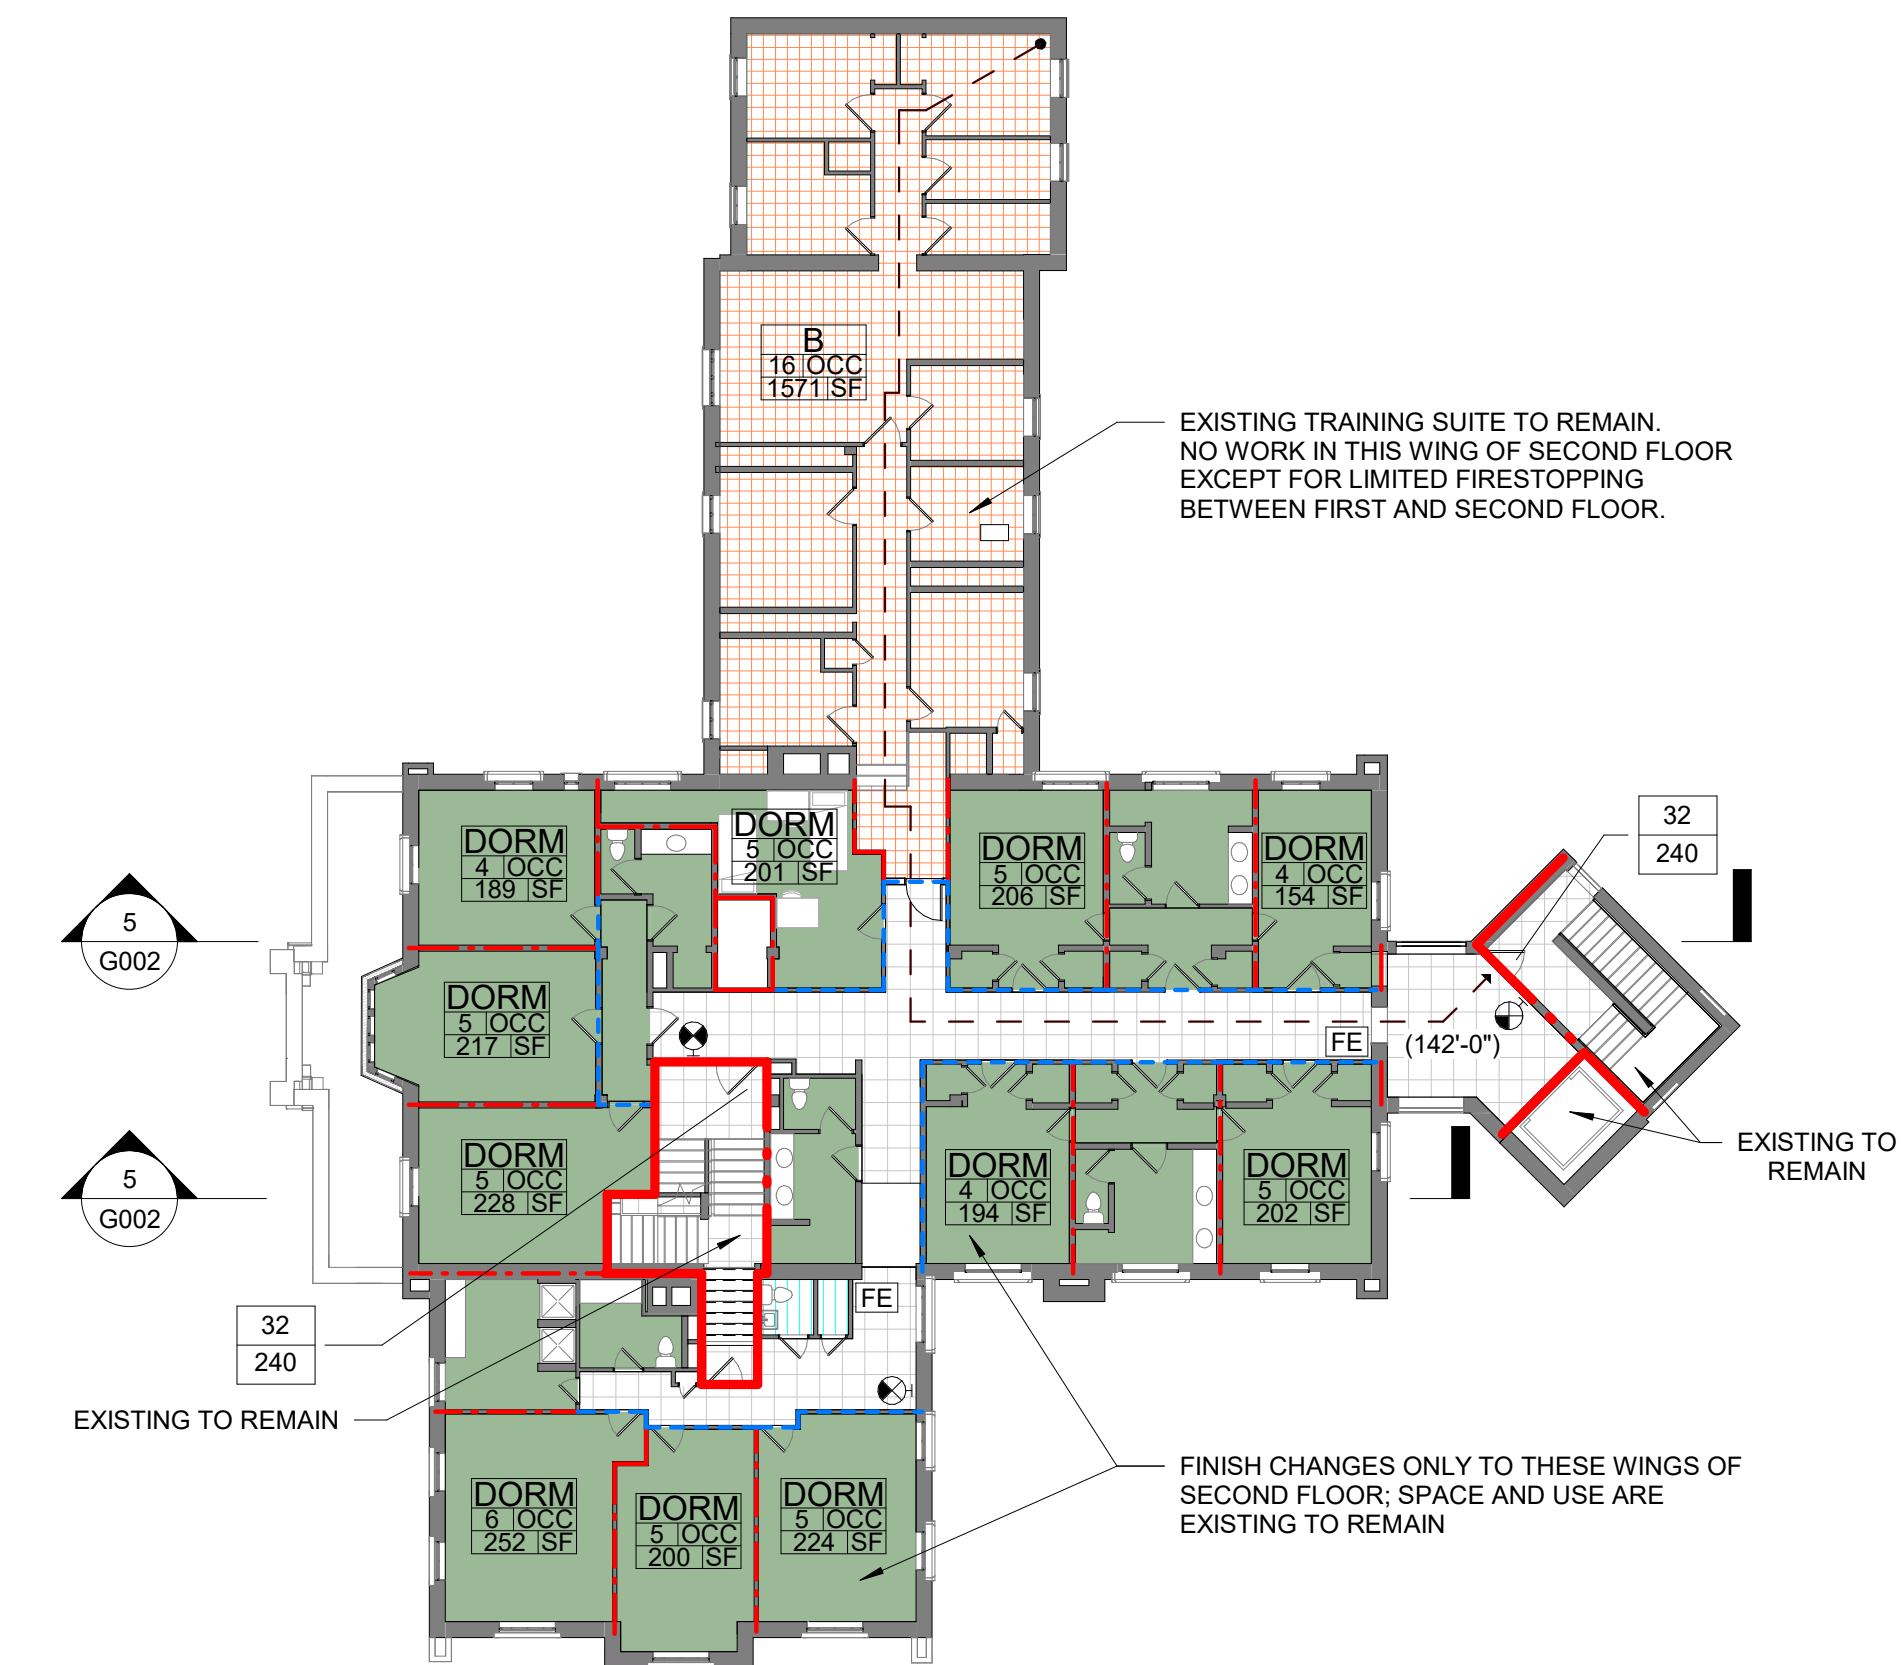 B
16 OCC
1571 SF
EXISTING TRAINING SUITE TO REMAIN.
NO WORK IN THIS WING OF SECOND FLOOR
EXCEPT FOR LIMITED FIRESTOPPING
BETWEEN FIRST AND SECOND FLOOR.
DORM
4 OCC
189 SF
DORM
5 OCC
201 SF
DORM
5 OCC
206 SF
DORM
4 OCC
154 SF
32
240
5
G002
DORM
5 OCC
217 SF
FE
(142'-0")
5
G002
DORM
5 OCC
228 SF
DORM
4 OCC
194 SF
DORM
5 OCC
202 SF
EXISTING TO
REMAIN
FE
32
240
EXISTING TO REMAIN
DORM
6 OCC
252 SF
DORM
5 OCC
200 SF
DORM
5 OCC
224 SF
FINISH CHANGES ONLY TO THESE WINGS OF
SECOND FLOOR; SPACE AND USE ARE
EXISTING TO REMAIN